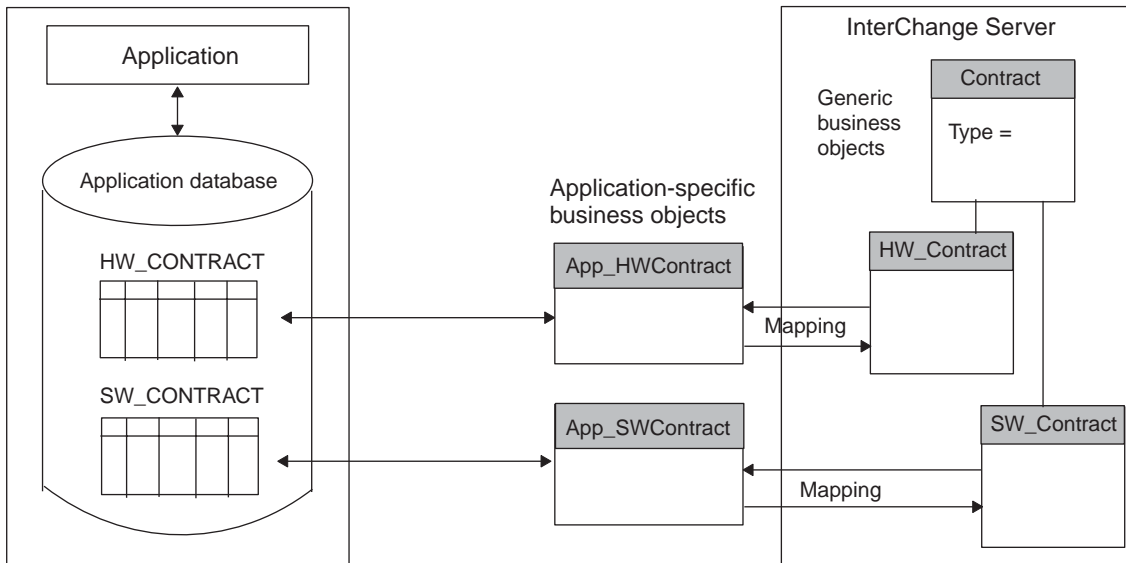 Application
Application database
HW_CONTRACT
SW_CONTRACT
Application-specific
business objects
App_HWContract
Mapping
App_SWContract
Mapping
InterChange Server
Generic
business
objects
Contract
Type =
HW_Contract
SW_Contract